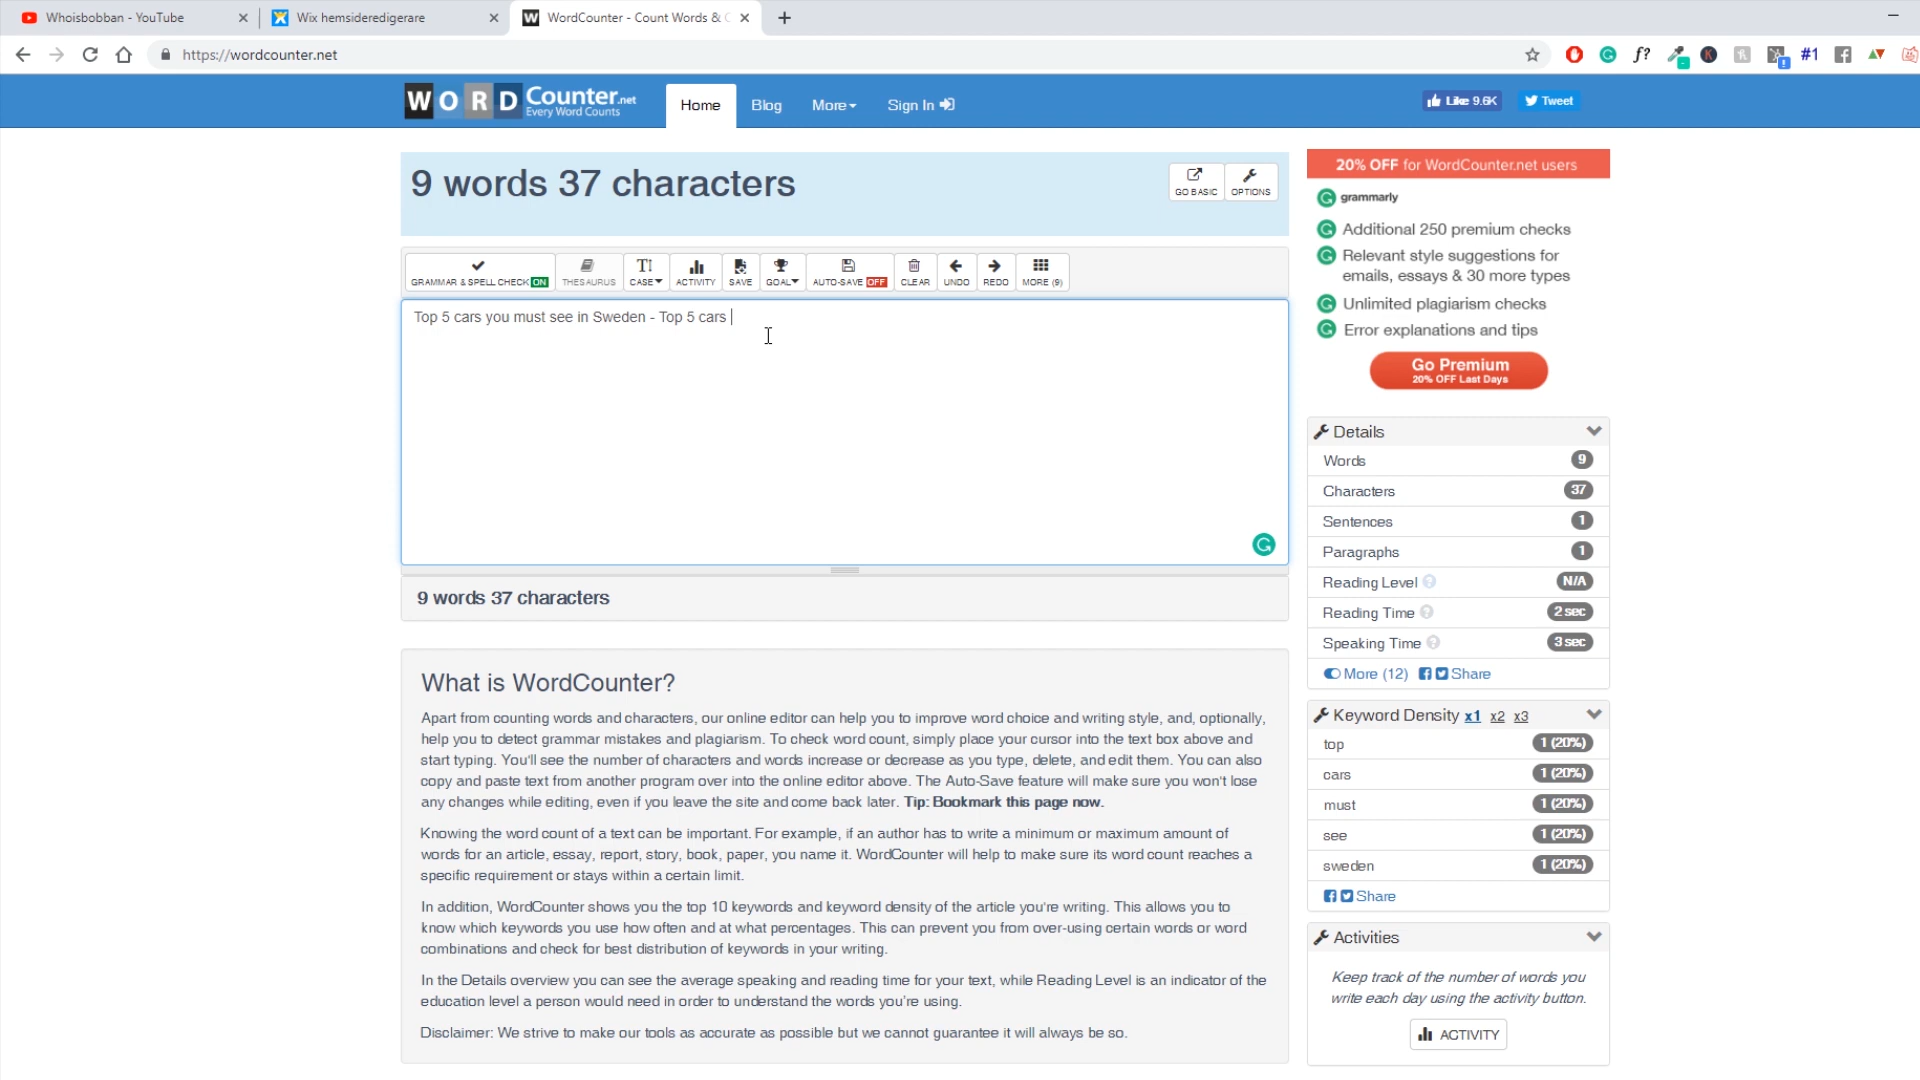 Whoisbobban - YouTube
Wix hemsideredigerare
WordCounter - Count Words & C
https://wordcounter.net
f?
#1
WORD Counter.net
Every Word Counts
Home
Blog
More
Sign In
Like 9.6K
Tweet
9 words 37 characters
GO BASIC
OPTIONS
GRAMMAR & SPELL CHECK ON
THESAURUS
CASE
ACTIVITY
SAVE
GOAL
AUTO-SAVE OFF
CLEAR
UNDO
REDO
MORE (9)
Top 5 cars you must see in Sweden - Top 5 cars
9 words 37 characters
What is WordCounter?
Apart from counting words and characters, our online editor can help you to improve word choice and writing style, and, optionally,
help you to detect grammar mistakes and plagiarism. To check word count, simply place your cursor into the text box above and
start typing. You'll see the number of characters and words increase or decrease as you type, delete, and edit them. You can also
copy and paste text from another program over into the online editor above. The Auto-Save feature will make sure you won't lose
any changes while editing, even if you leave the site and come back later. Tip: Bookmark this page now.
Knowing the word count of a text can be important. For example, if an author has to write a minimum or maximum amount of
words for an article, essay, report, story, book, paper, you name it. WordCounter will help to make sure its word count reaches a
specific requirement or stays within a certain limit.
In addition, WordCounter shows you the top 10 keywords and keyword density of the article you're writing. This allows you to
know which keywords you use how often and at what percentages. This can prevent you from over-using certain words or word
combinations and check for best distribution of keywords in your writing.
In the Details overview you can see the average speaking and reading time for your text, while Reading Level is an indicator of the
education level a person would need in order to understand the words you're using.
Disclaimer: We strive to make our tools as accurate as possible but we cannot guarantee it will always be so.
20% OFF for WordCounter.net users
grammarly
Additional 250 premium checks
Relevant style suggestions for
emails, essays & 30 more types
Unlimited plagiarism checks
Error explanations and tips
Go Premium
20% OFF Last Days
Details
Words 9
Characters 37
Sentences 1
Paragraphs 1
Reading Level N/A
Reading Time 2 sec
Speaking Time 3 sec
More (12) Share
Keyword Density x1 x2 x3
top 1 (20%)
cars 1 (20%)
must 1 (20%)
see 1 (20%)
sweden 1 (20%)
Share
Activities
Keep track of the number of words you
write each day using the activity button.
ACTIVITY